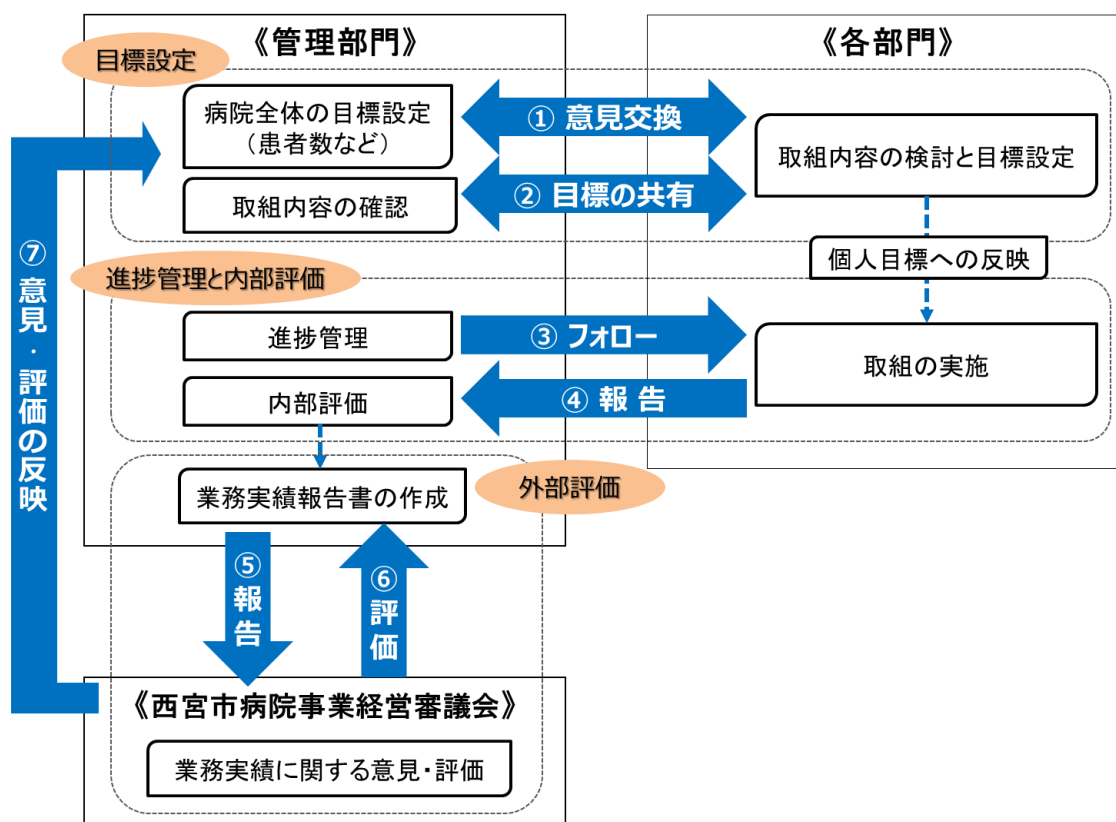 《管理部門》
《各部門》
目標設定
病院全体の目標設定
（患者数など）
① 意見交換
取組内容の検討と目標設定
取組内容の確認
② 目標の共有
個人目標への反映
進捗管理と内部評価
進捗管理
③ フォロー
取組の実施
内部評価
④ 報 告
業務実績報告書の作成
外部評価
⑤報告
⑥評価
⑦意見・評価の反映
《西宮市病院事業経営審議会》
業務実績に関する意見・評価